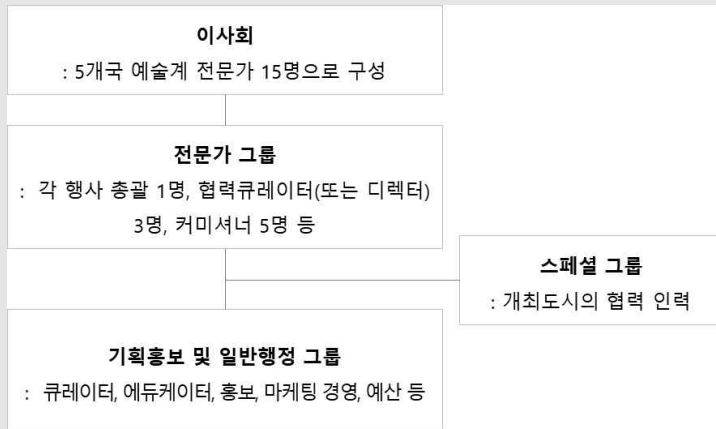 이사회
: 5개국 예술계 전문가 15명으로 구성
전문가 그룹
: 각 행사 총괄 1명, 협력큐레이터(또는 디렉터)
3명, 커미셔너 5명 등
스페셜 그룹
: 개최도시의 협력 인력
기획홍보 및 일반행정 그룹
: 큐레이터, 에듀케이터, 홍보, 마케팅 경영, 예산 등